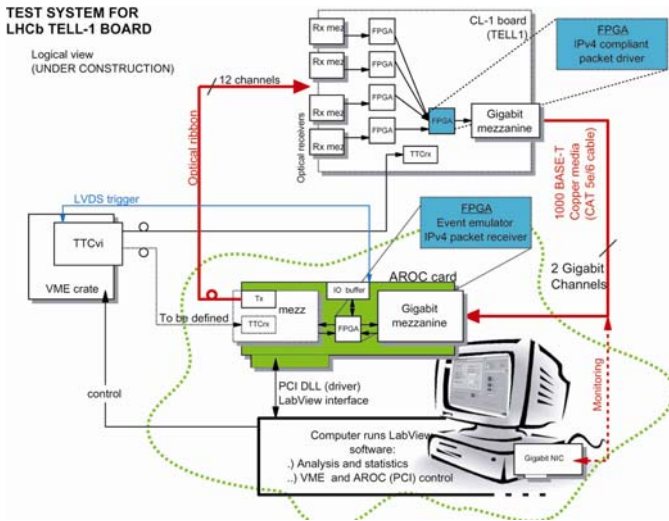 TEST SYSTEM FOR
LHCb TELL-1 BOARD
Logical view
(UNDER CONSTRUCTION)
12 channels
Optical ribbon
Optical receivers
CL-1 board
(TELL1)
Rx mez
Rx mez
Rx mez
Rx mez
FPGA
FPGA
FPGA
FPGA
FPGA
TTCrx
Gigabit
mezzanine
FPGA
IPv4 compliant
packet driver
1000 BASE-T
Copper media
(CAT 5e/6 cable)
LVDS trigger
TTCvi
VME crate
FPGA
Event emulator
IPv4 packet receiver
2 Gigabit
Channels
AROC card
Tx
mezz
TTCrx
IO buffer
FPGA
Gigabit
mezzanine
To be defined
control
PCI DLL (driver)
LabView interface
Monitoring
Computer runs LabView
software:
.) Analysis and statistics
..) VME and AROC (PCI) control
Gigabit NIC